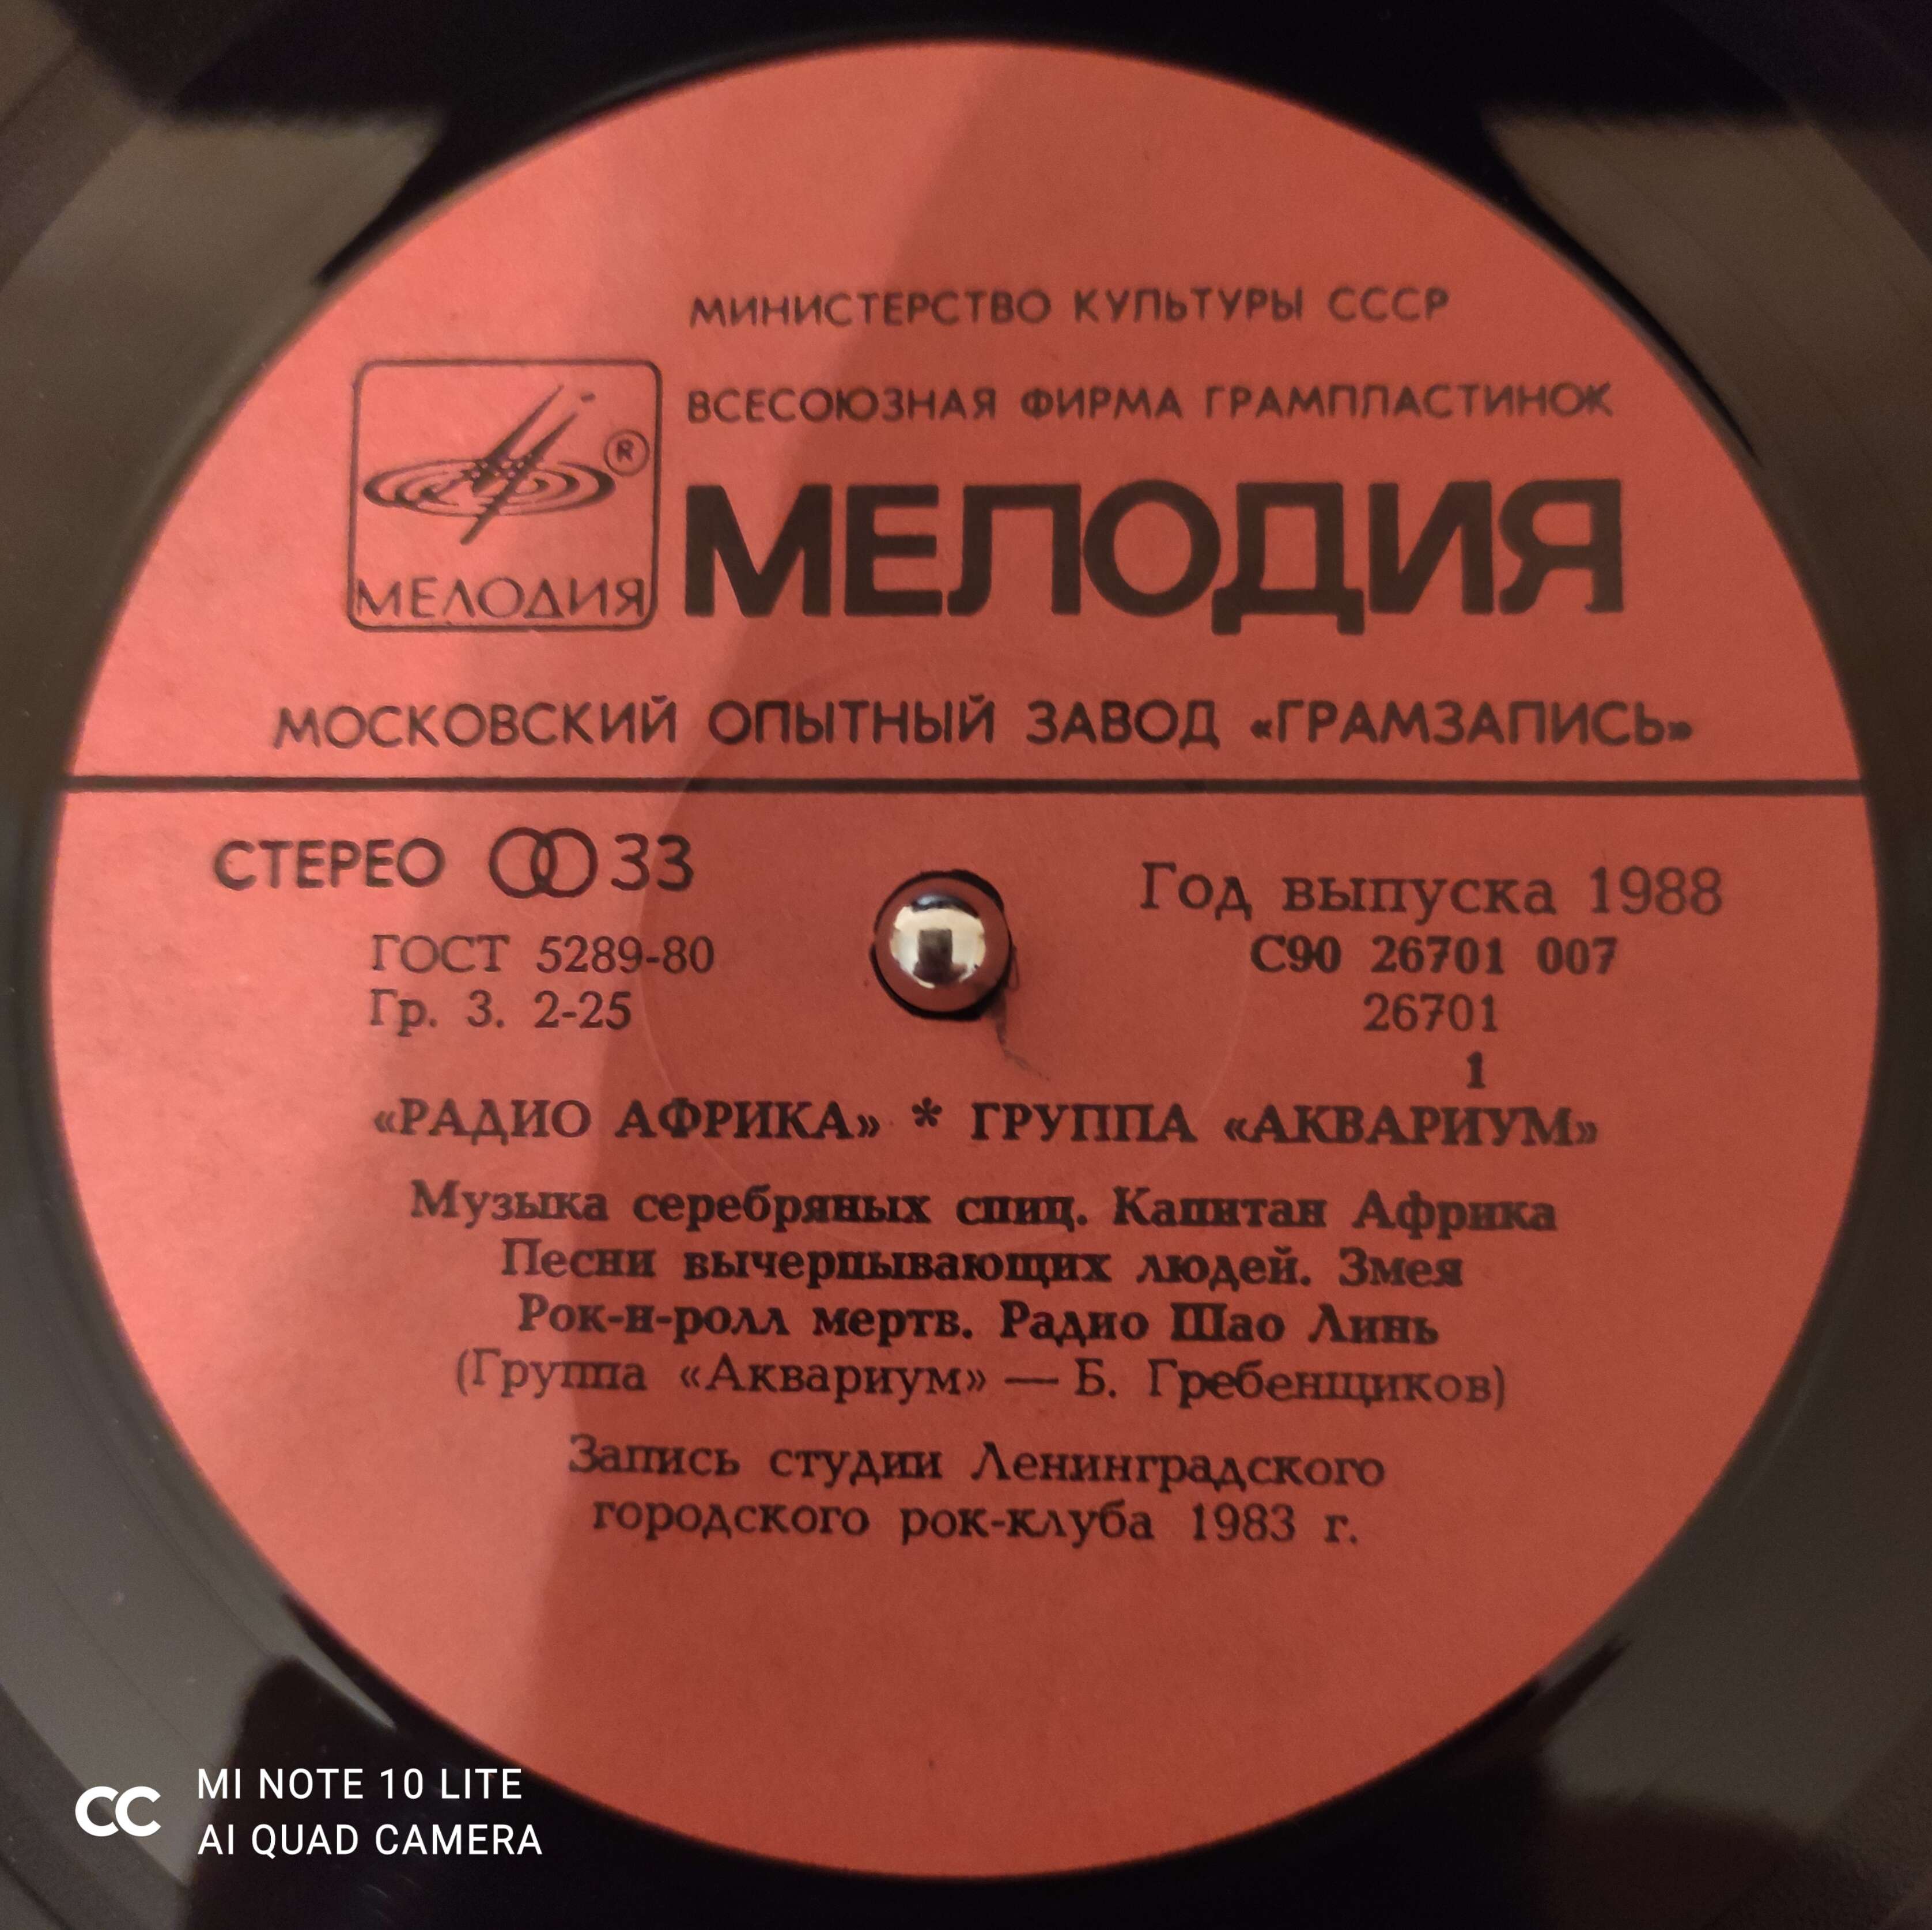 МИНИСТЕРСТВО КУЛЬТУРЫ СССР
ВСЕСОЮЗНАЯ ФИРМА ГРАМПЛАСТИНОК
МЕЛОДИЯ
®
МЕЛОДИЯ
МОСКОВСКИЙ ОПЫТНЫЙ ЗАВОД «ГРАМЗАПИСЬ»
СТЕРЕО 33
Год выпуска 1988
ГОСТ 5289-80
С90 26701 007
Гр. 3. 2-25
26701
1
«РАДИО АФРИКА» * ГРУППА «АКВАРИУМ»
Музыка серебряных спиц. Капитан Африка
Песни вычерпывающих людей. Змея
Рок-н-ролл мертв. Радио Шао Линь
(Группа «Аквариум» — Б. Гребенщиков)
Запись студии Ленинградского
городского рок-клуба 1983 г.
MI NOTE 10 LITE
AI QUAD CAMERA